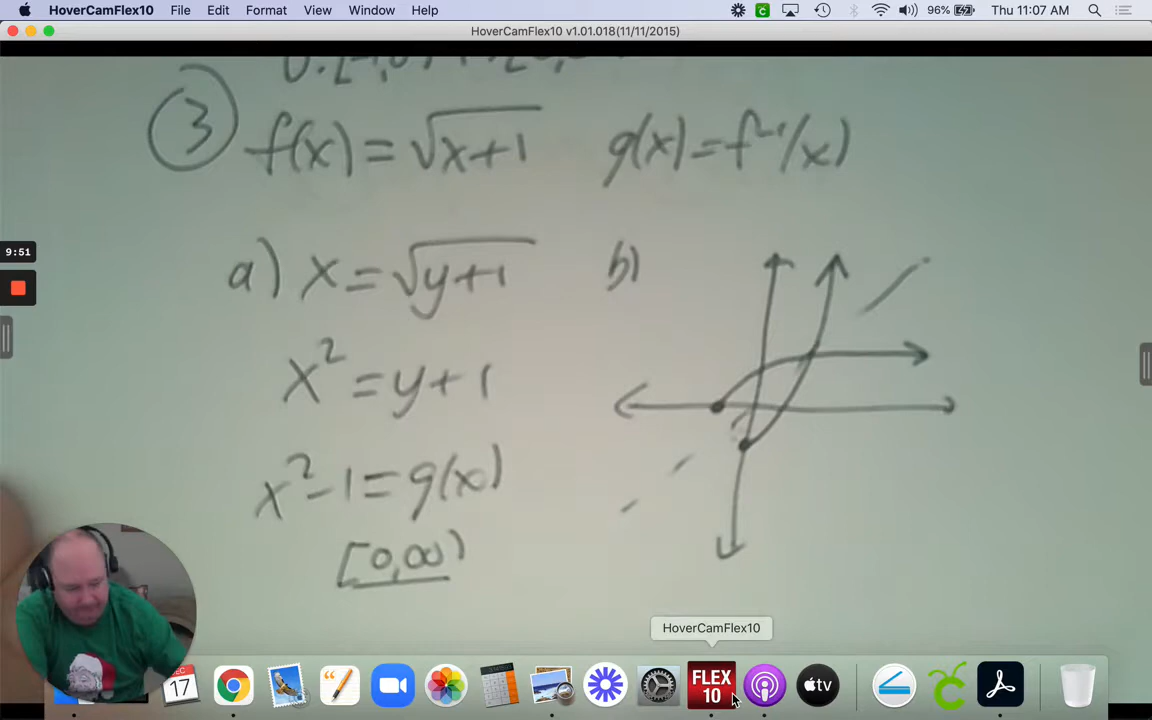 HoverCamFlex10 File Edit Format View Window Help 96% Thu 11:07 AM
HoverCamFlex10 v1.01.018(11/11/2015)
③ f(x) = √x+1 g(x) = f⁻¹(x)
9:51
a) x = √y+1 b)
x² = y+1
x²-1 = g(x)
[0,∞)
HoverCamFlex10
DEC
17
FLEX
10
tv